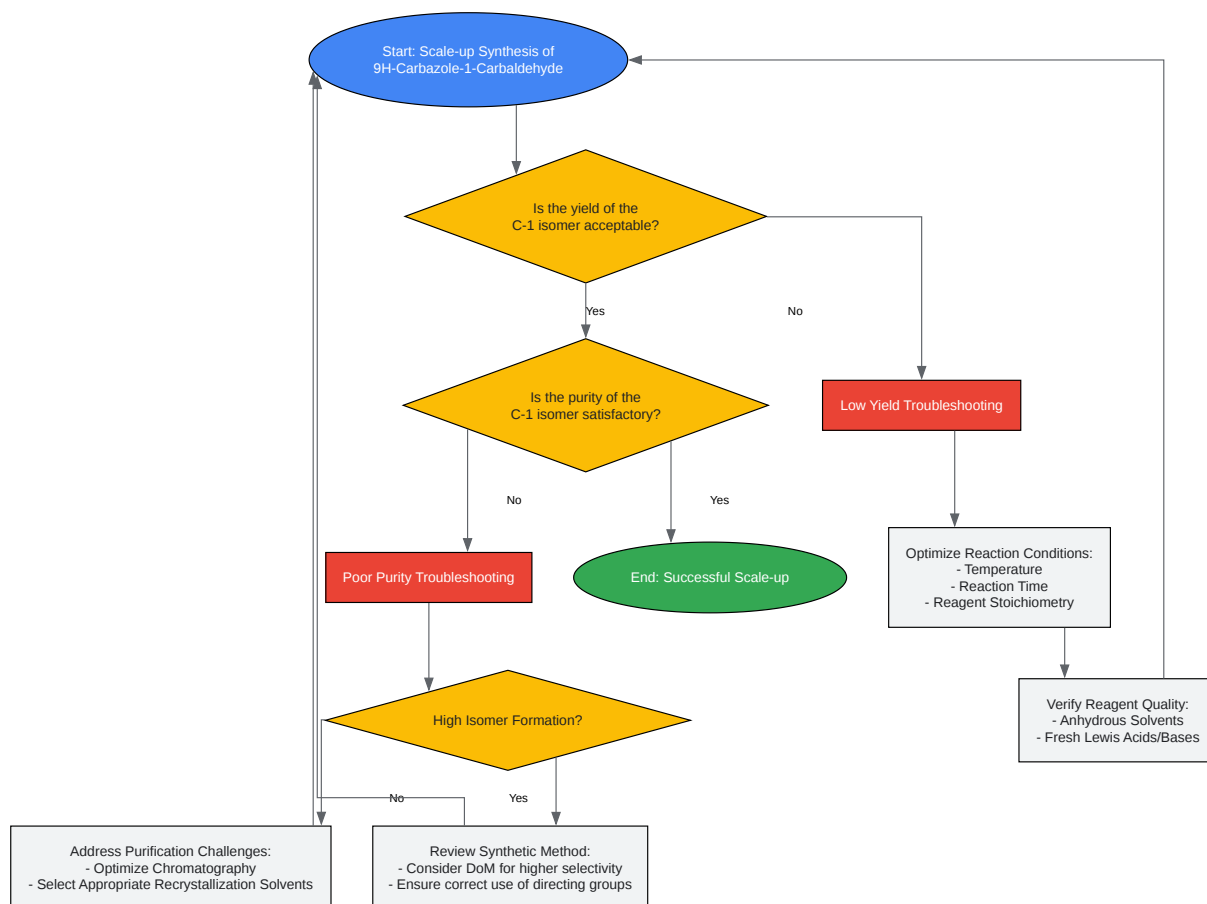 Start: Scale-up Synthesis of
9H-Carbazole-1-Carbaldehyde
Is the yield of the
C-1 isomer acceptable?
Yes
No
Is the purity of the
C-1 isomer satisfactory?
Low Yield Troubleshooting
No
Yes
Poor Purity Troubleshooting
End: Successful Scale-up
Optimize Reaction Conditions:
- Temperature
- Reaction Time
- Reagent Stoichiometry
High Isomer Formation?
Verify Reagent Quality:
- Anhydrous Solvents
- Fresh Lewis Acids/Bases
No
Yes
Address Purification Challenges:
- Optimize Chromatography
- Select Appropriate Recrystallization Solvents
Review Synthetic Method:
- Consider DoM for higher selectivity
- Ensure correct use of directing groups